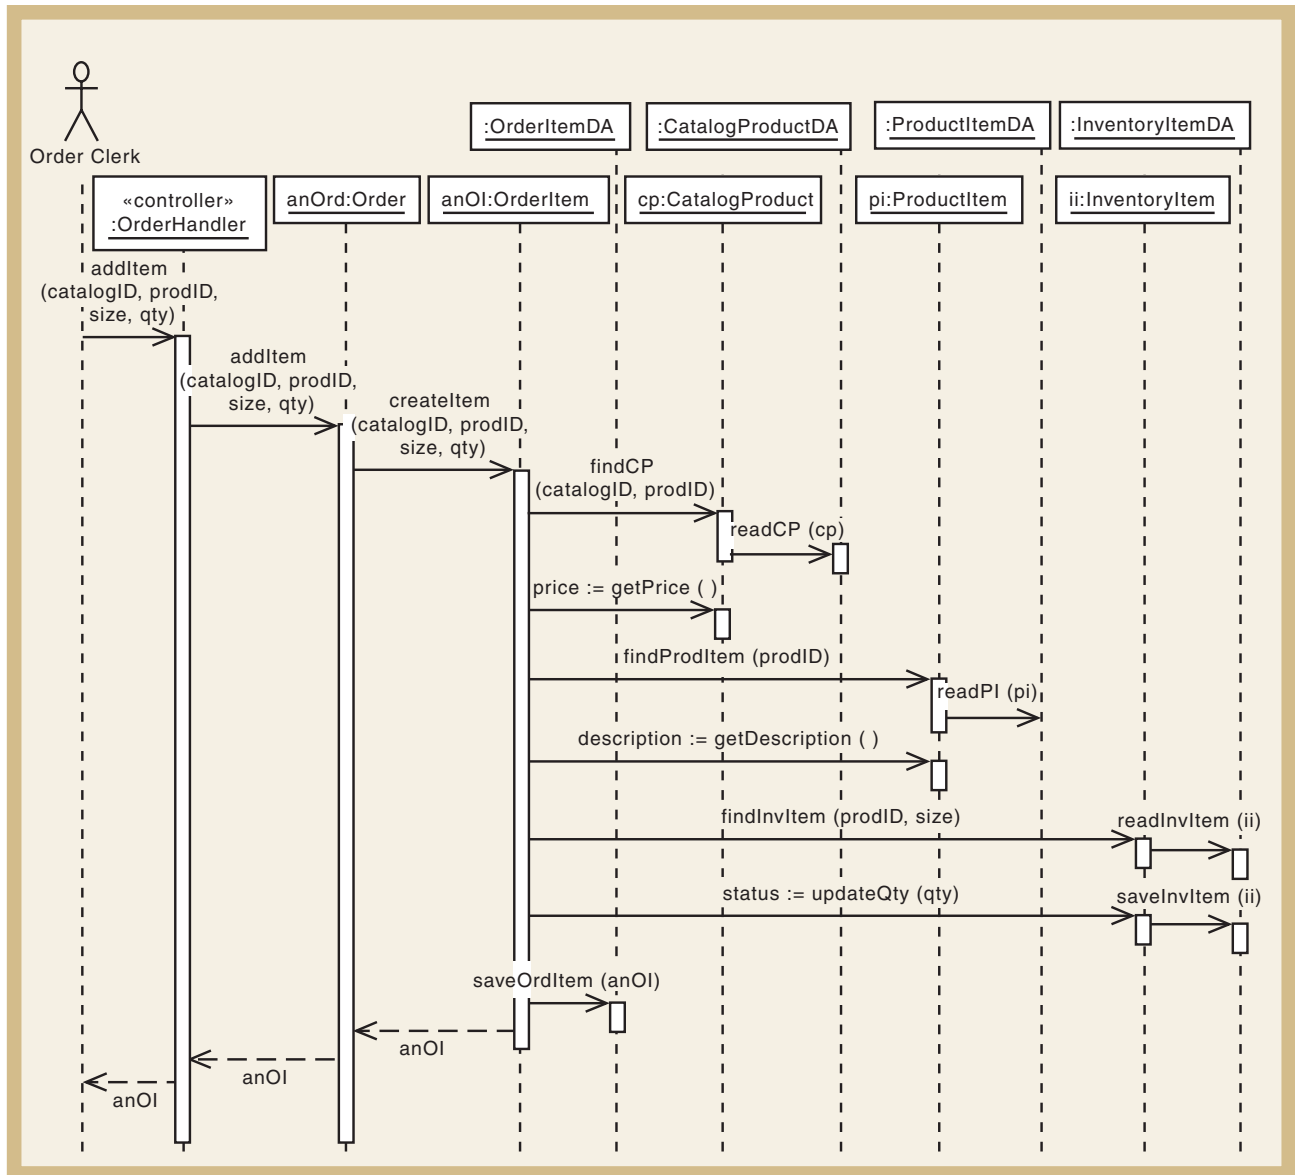 :OrderItemDA
:CatalogProductDA
:ProductItemDA
:InventoryItemDA
Order Clerk
«controller»
:OrderHandler
anOrd:Order
anOI:OrderItem
cp:CatalogProduct
pi:ProductItem
ii:InventoryItem
addItem
(catalogID, prodID,
size, qty)
addItem
(catalogID, prodID,
size, qty)
createItem
(catalogID, prodID,
size, qty)
findCP
(catalogID, prodID)
readCP (cp)
price := getPrice ( )
findProdItem (prodID)
readPI (pi)
description := getDescription ( )
findInvItem (prodID, size)
readInvItem (ii)
status := updateQty (qty)
saveInvItem (ii)
saveOrdItem (anOI)
anOI
anOI
anOI